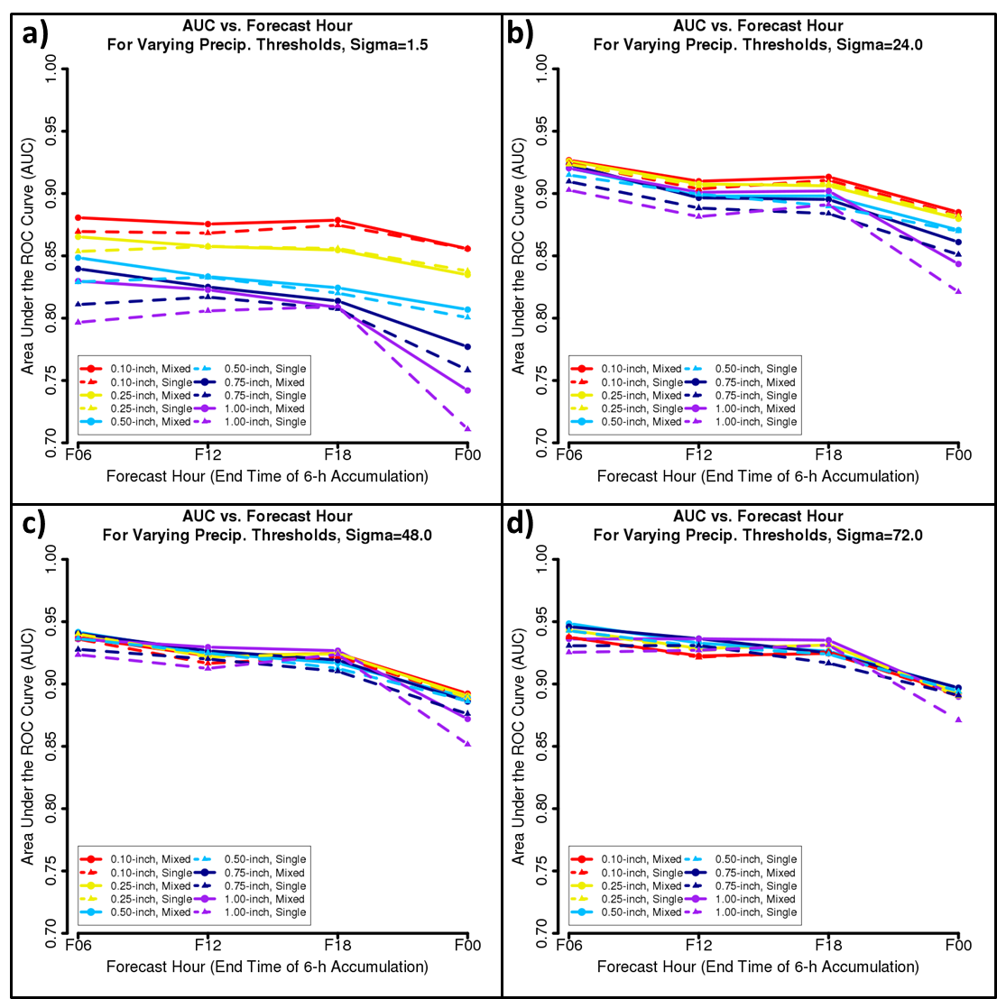 a)
AUC vs. Forecast Hour
For Varying Precip. Thresholds, Sigma=1.5
Area Under the ROC Curve (AUC)
1.00
0.95
0.90
0.85
0.80
0.75
0.70
0.10-inch, Mixed
0.10-inch, Single
0.25-inch, Mixed
0.25-inch, Single
0.50-inch, Mixed
0.50-inch, Single
0.75-inch, Mixed
0.75-inch, Single
1.00-inch, Mixed
1.00-inch, Single
F06 F12 F18 F00
Forecast Hour (End Time of 6-h Accumulation)
b)
AUC vs. Forecast Hour
For Varying Precip. Thresholds, Sigma=24.0
Area Under the ROC Curve (AUC)
1.00
0.95
0.90
0.85
0.80
0.75
0.70
0.10-inch, Mixed
0.10-inch, Single
0.25-inch, Mixed
0.25-inch, Single
0.50-inch, Mixed
0.50-inch, Single
0.75-inch, Mixed
0.75-inch, Single
1.00-inch, Mixed
1.00-inch, Single
F06 F12 F18 F00
Forecast Hour (End Time of 6-h Accumulation)
c)
AUC vs. Forecast Hour
For Varying Precip. Thresholds, Sigma=48.0
Area Under the ROC Curve (AUC)
1.00
0.95
0.90
0.85
0.80
0.75
0.70
0.10-inch, Mixed
0.10-inch, Single
0.25-inch, Mixed
0.25-inch, Single
0.50-inch, Mixed
0.50-inch, Single
0.75-inch, Mixed
0.75-inch, Single
1.00-inch, Mixed
1.00-inch, Single
F06 F12 F18 F00
Forecast Hour (End Time of 6-h Accumulation)
d)
AUC vs. Forecast Hour
For Varying Precip. Thresholds, Sigma=72.0
Area Under the ROC Curve (AUC)
1.00
0.95
0.90
0.85
0.80
0.75
0.70
0.10-inch, Mixed
0.10-inch, Single
0.25-inch, Mixed
0.25-inch, Single
0.50-inch, Mixed
0.50-inch, Single
0.75-inch, Mixed
0.75-inch, Single
1.00-inch, Mixed
1.00-inch, Single
F06 F12 F18 F00
Forecast Hour (End Time of 6-h Accumulation)